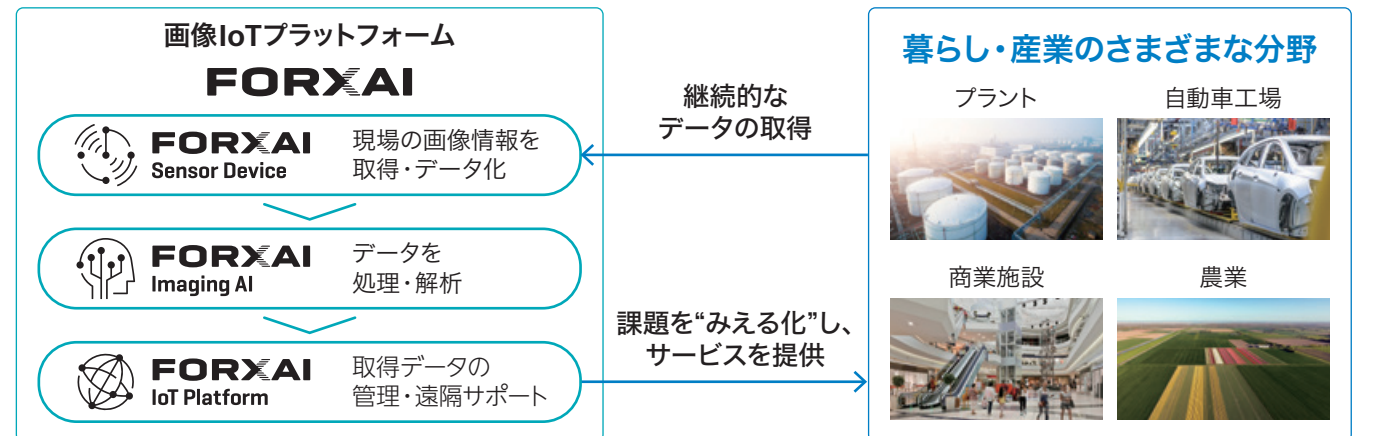 画像IoTプラットフォーム
FORXAI
FORXAI
Sensor Device
現場の画像情報を
取得・データ化
FORXAI
Imaging AI
データを
処理・解析
FORXAI
IoT Platform
取得データの
管理・遠隔サポート
継続的な
データの取得
課題を“みえる化”し、
サービスを提供
暮らし・産業のさまざまな分野
プラント
自動車工場
商業施設
農業